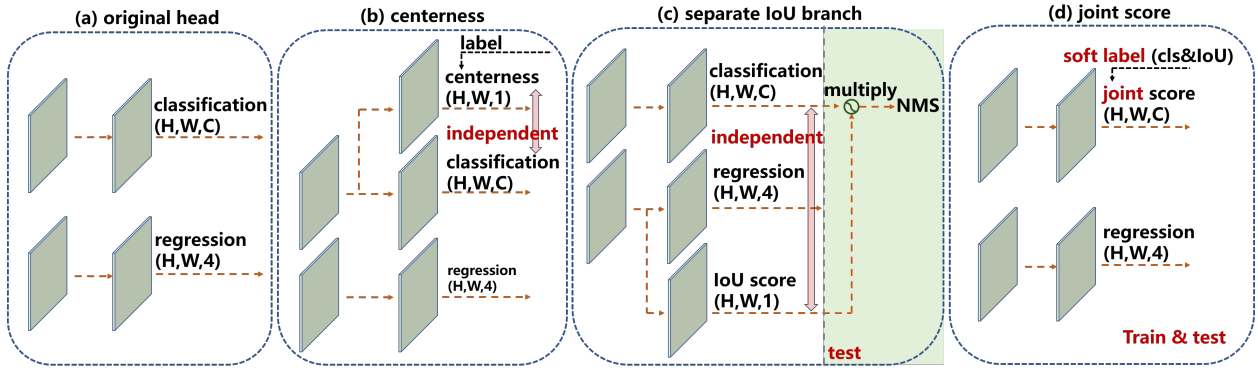 (a) original head
classification
(H,W,C)
regression
(H,W,4)
(b) centerness
label
centerness
(H,W,1)
independent
classification
(H,W,C)
regression
(H,W,4)
(c) separate IoU branch
classification
(H,W,C)
multiply
NMS
independent
regression
(H,W,4)
IoU score
(H,W,1)
test
(d) joint score
soft label (cls&IoU)
joint score
(H,W,C)
regression
(H,W,4)
Train & test